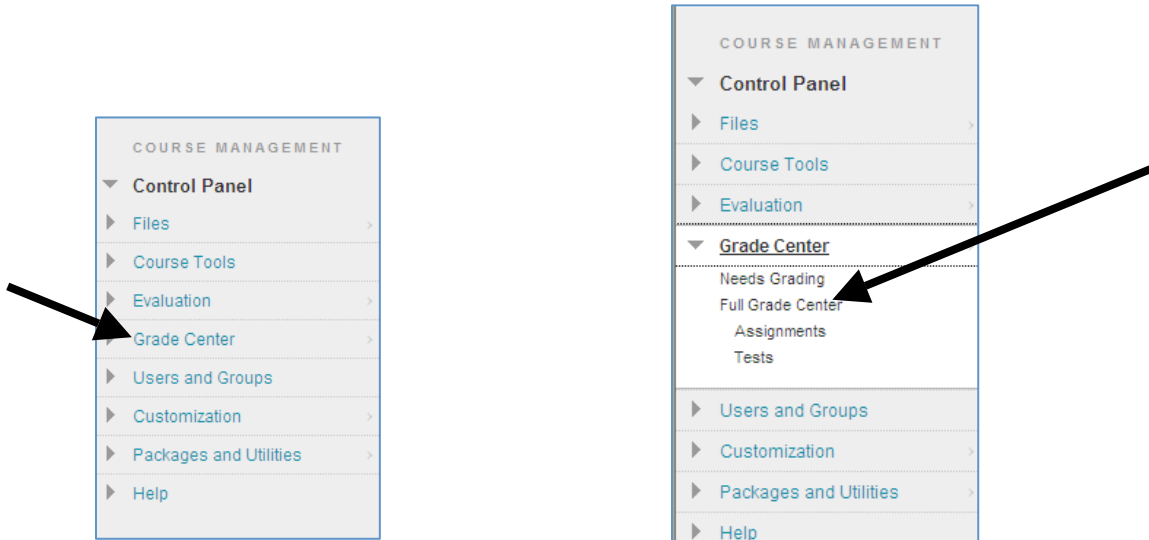 COURSE MANAGEMENT
Control Panel
Files
Course Tools
Evaluation
Grade Center
Users and Groups
Customization
Packages and Utilities
Help
COURSE MANAGEMENT
Control Panel
Files
Course Tools
Evaluation
Grade Center
Needs Grading
Full Grade Center
Assignments
Tests
Users and Groups
Customization
Packages and Utilities
Help